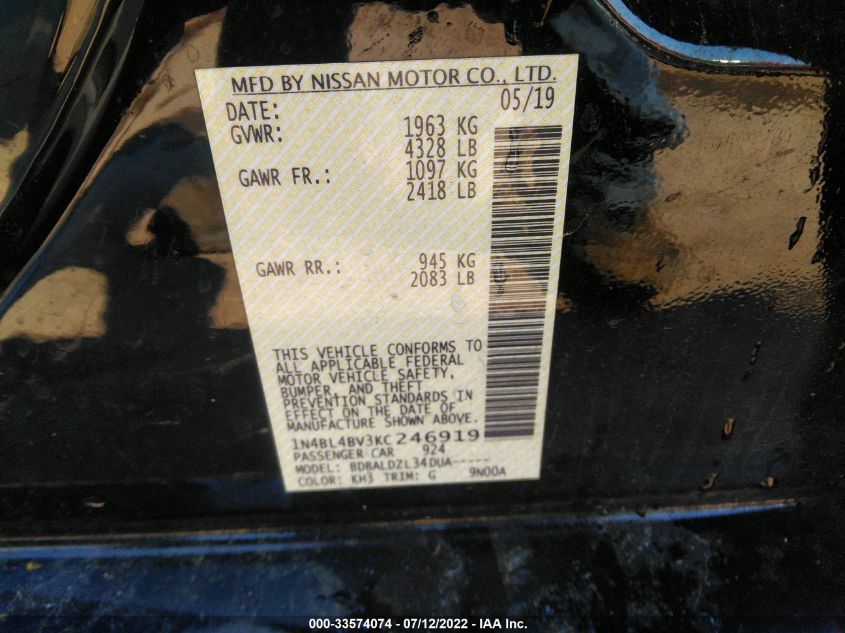 MFD BY NISSAN MOTOR CO., LTD.
DATE: 05/19
GVWR: 1963 KG
4328 LB
GAWR FR.: 1097 KG
2418 LB
GAWR RR.: 945 KG
2083 LB
THIS VEHICLE CONFORMS TO
ALL APPLICABLE FEDERAL
MOTOR VEHICLE SAFETY,
BUMPER, AND THEFT
PREVENTION STANDARDS IN
EFFECT ON THE DATE OF
MANUFACTURE SHOWN ABOVE.
1N4BL4BV3KC246919
PASSENGER CAR 924
MODEL: BDBALDZL34DUA-----
COLOR: KH3 TRIM: G 9N00A
000-33574074 / 07/12/2022 - IAA Inc.